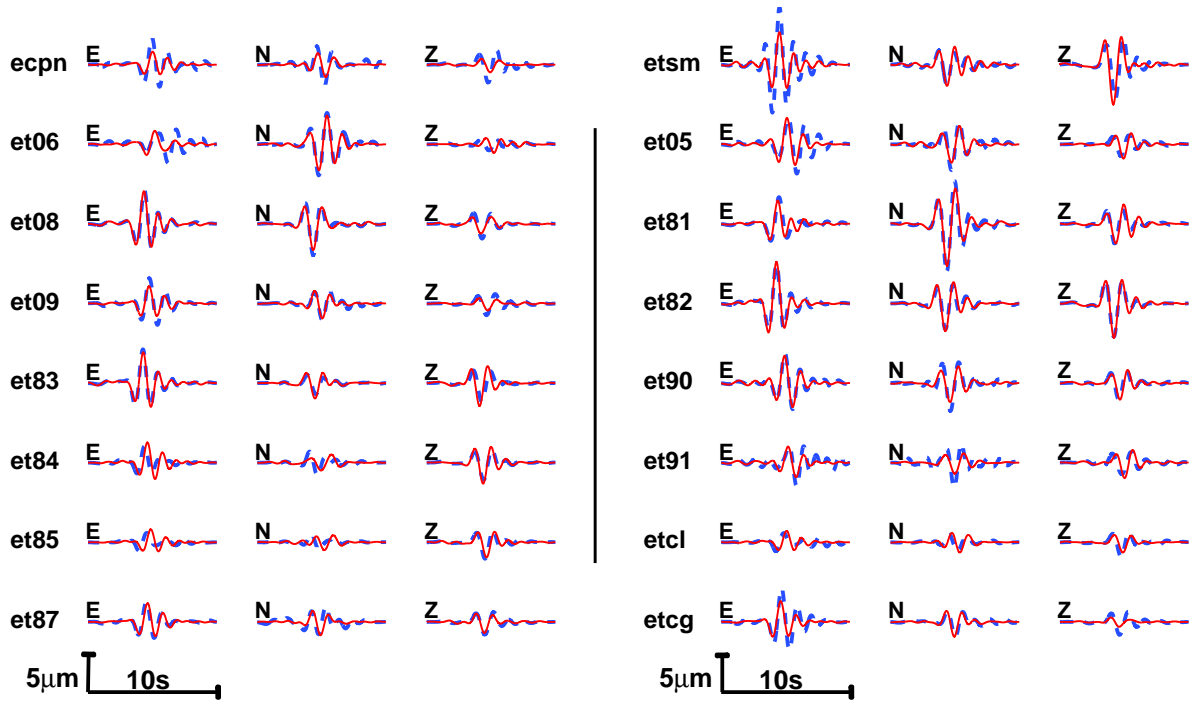 ecpn E N Z
et06 E N Z
et08 E N Z
et09 E N Z
et83 E N Z
et84 E N Z
et85 E N Z
et87 E N Z
5μm 10s
etsm E N Z
et05 E N Z
et81 E N Z
et82 E N Z
et90 E N Z
et91 E N Z
etcl E N Z
etcg E N Z
5μm 10s